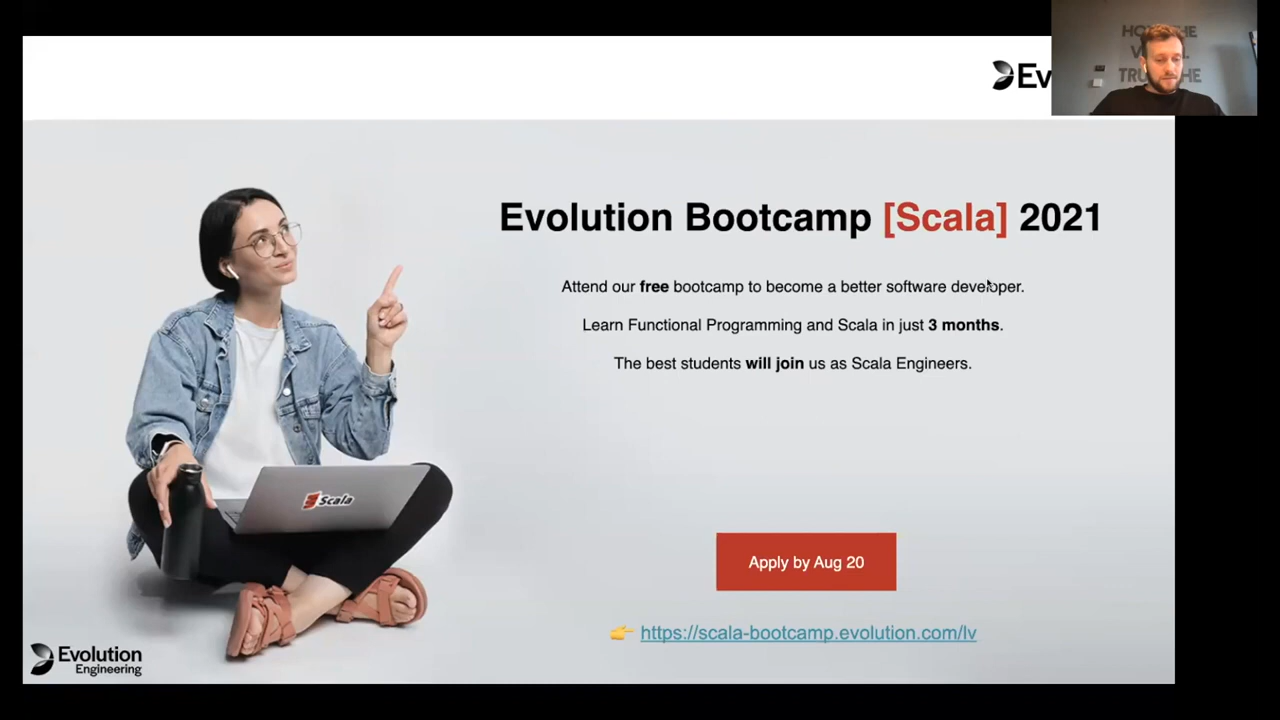 Ev
Evolution Bootcamp [Scala] 2021
Attend our free bootcamp to become a better software developer.
Learn Functional Programming and Scala in just 3 months.
The best students will join us as Scala Engineers.
Scala
Apply by Aug 20
👉 https://scala-bootcamp.evolution.com/lv
Evolution
Engineering